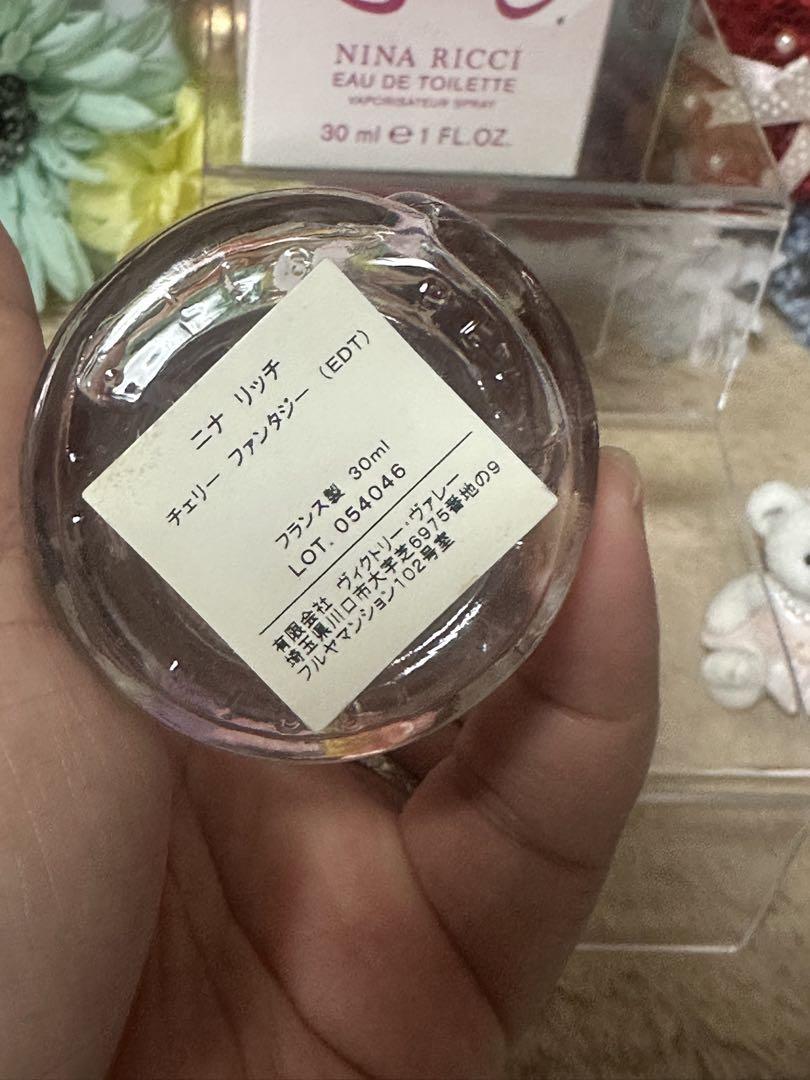 NINA RICCI
EAU DE TOILETTE
VAPORISATEUR SPRAY
30 ml e 1 FL.OZ.
ニナ リッチ
チェリー ファンタジー (EDT)
フランス製 30ml
LOT. 054046
有限会社 ヴィクトリー・ヴァレー
埼玉県川口市大字芝6975番地の9
フルヤマンション102号室